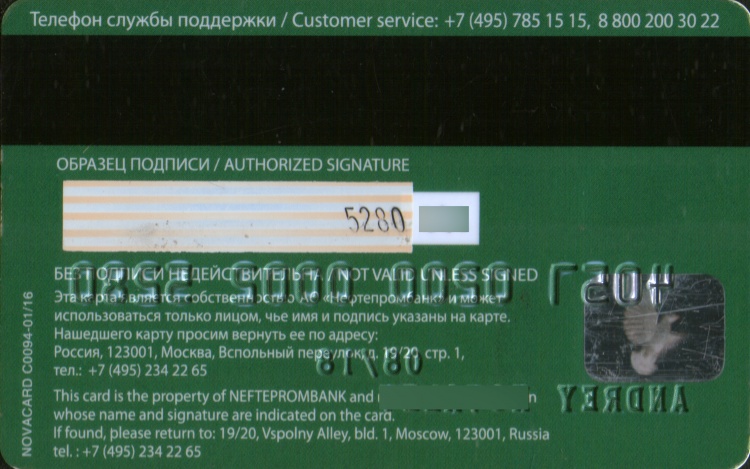 Телефон службы поддержки / Customer service: +7 (495) 785 15 15, 8 800 200 30 22
ОБРАЗЕЦ ПОДПИСИ / AUTHORIZED SIGNATURE
5280
БЕЗ ПОДПИСИ НЕДЕЙСТВИТЕЛЬНА / NOT VALID UNLESS SIGNED
Эта карта является собственностью АО «Нефтепромбанк» и может
использоваться только лицом, чье имя и подпись указаны на карте.
Нашедшего карту просим вернуть ее по адресу:
Россия, 123001, Москва, Вспольный переулок, д. 19/20, стр. 1,
тел.: +7 (495) 234 22 65
08/18
This card is the property of NEFTEPROMBANK and
whose name and signature are indicated on the card.
If found, please return to: 19/20, Vspolny Alley, bld. 1, Moscow, 123001, Russia
tel. : +7 (495) 234 22 65
ANDREY
NOVACARD C0094-01/16